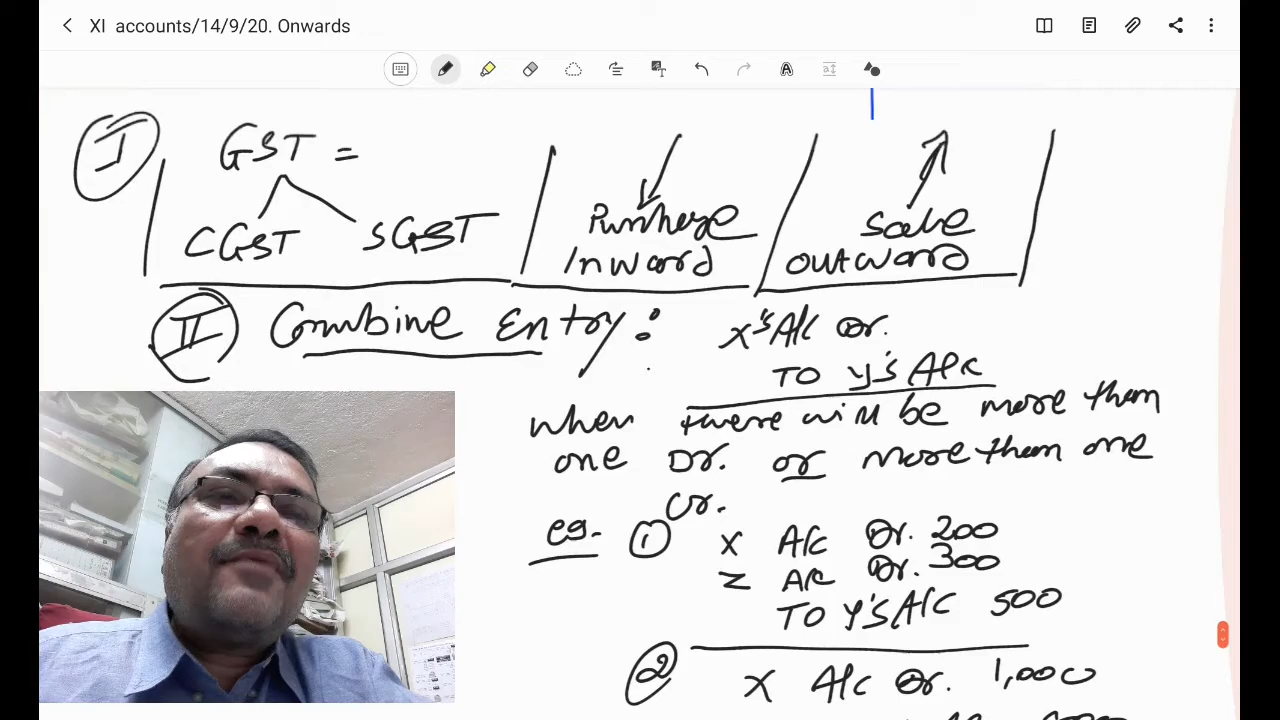 XI accounts/14/9/20. Onwards
I
GST =
CGST SGST
Purchase
Inward
Sale
outward
II Combine Entry:
X's A/c Dr.
TO Y's A/c
when there will be more than
one Dr. or more than one
Cr.
eg. 1 X A/c Dr. 200
Z A/c Dr. 300
TO Y's A/c 500
2 X A/c Dr. 1,000